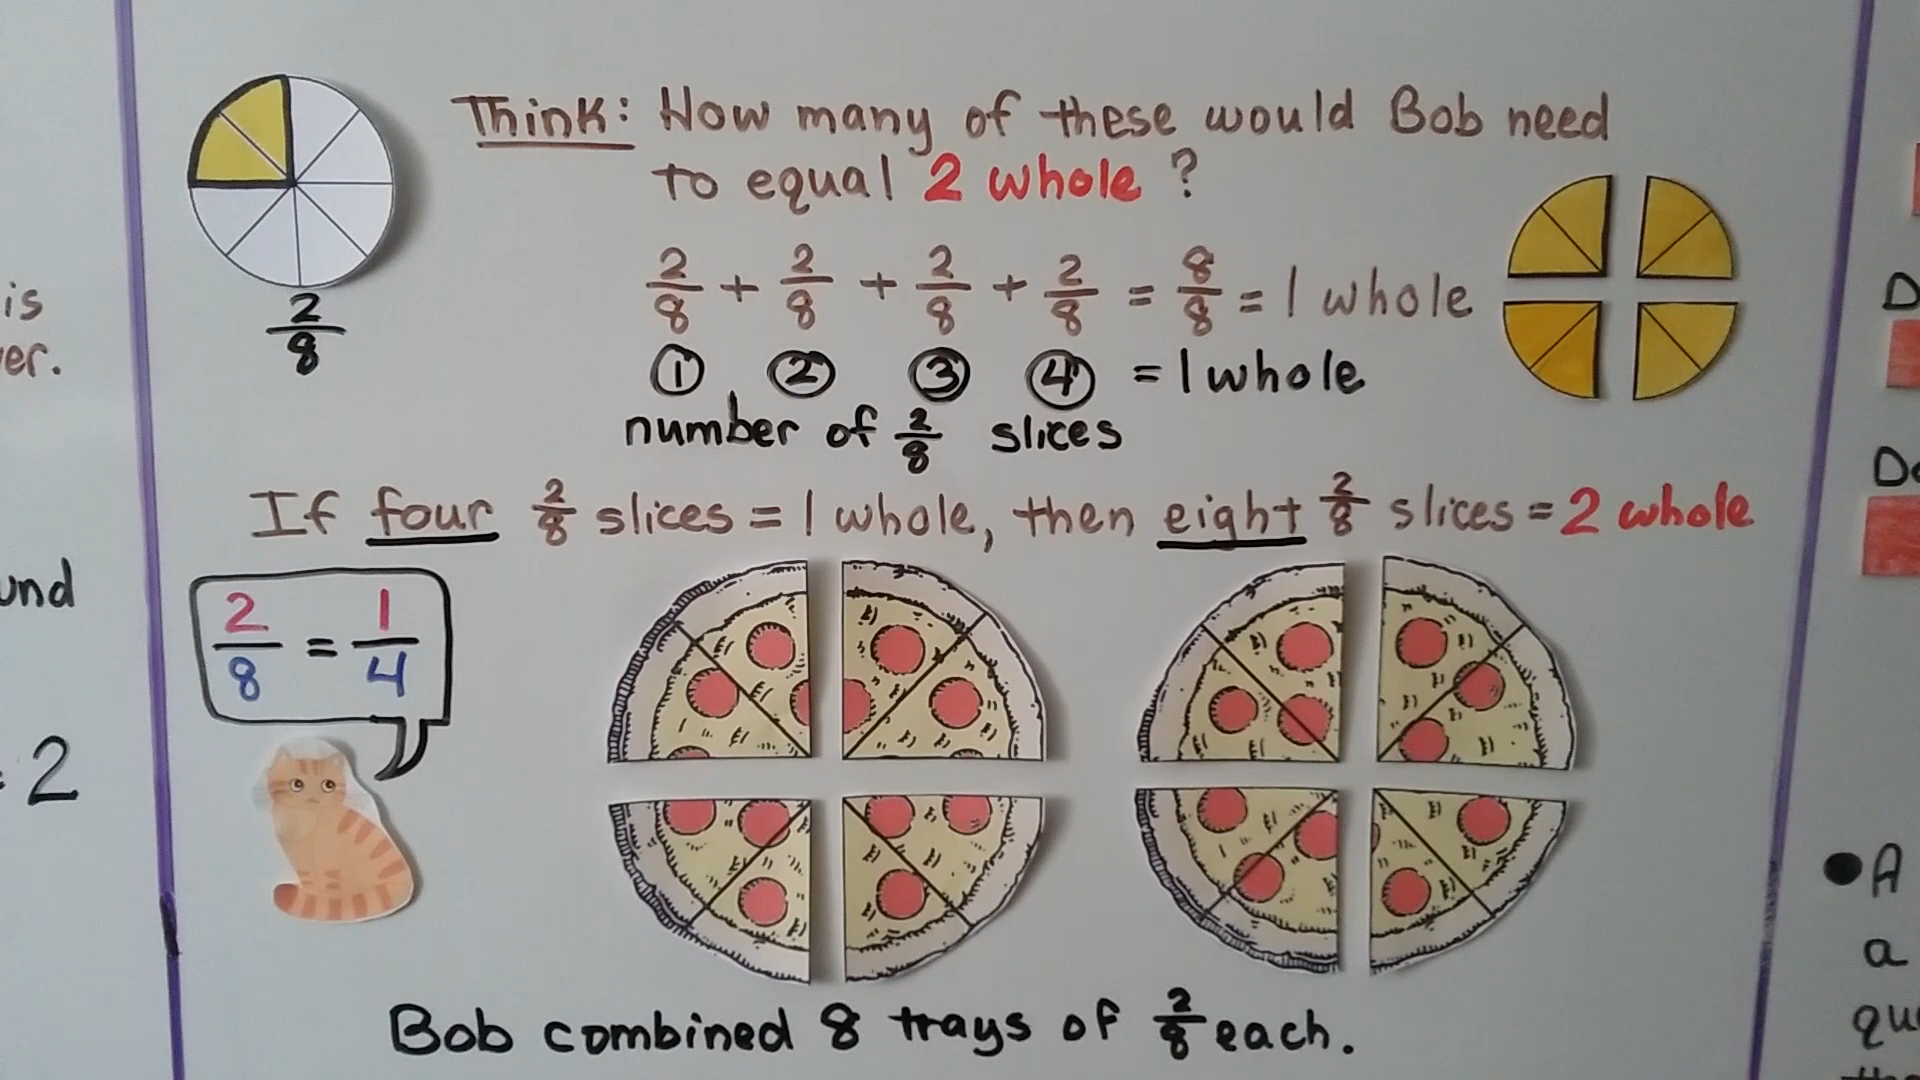 Think: How many of these would Bob need
to equal 2 whole ?
2/8 + 2/8 + 2/8 + 2/8 = 8/8 = 1 whole
2/8
① ② ③ ④ = 1 whole
number of 2/8 slices
If four 2/8 slices = 1 whole, then eight 2/8 slices = 2 whole
2/8 = 1/4
Bob combined 8 trays of 2/8 each.
is
er.
und
2
D
D
• A
a
qu